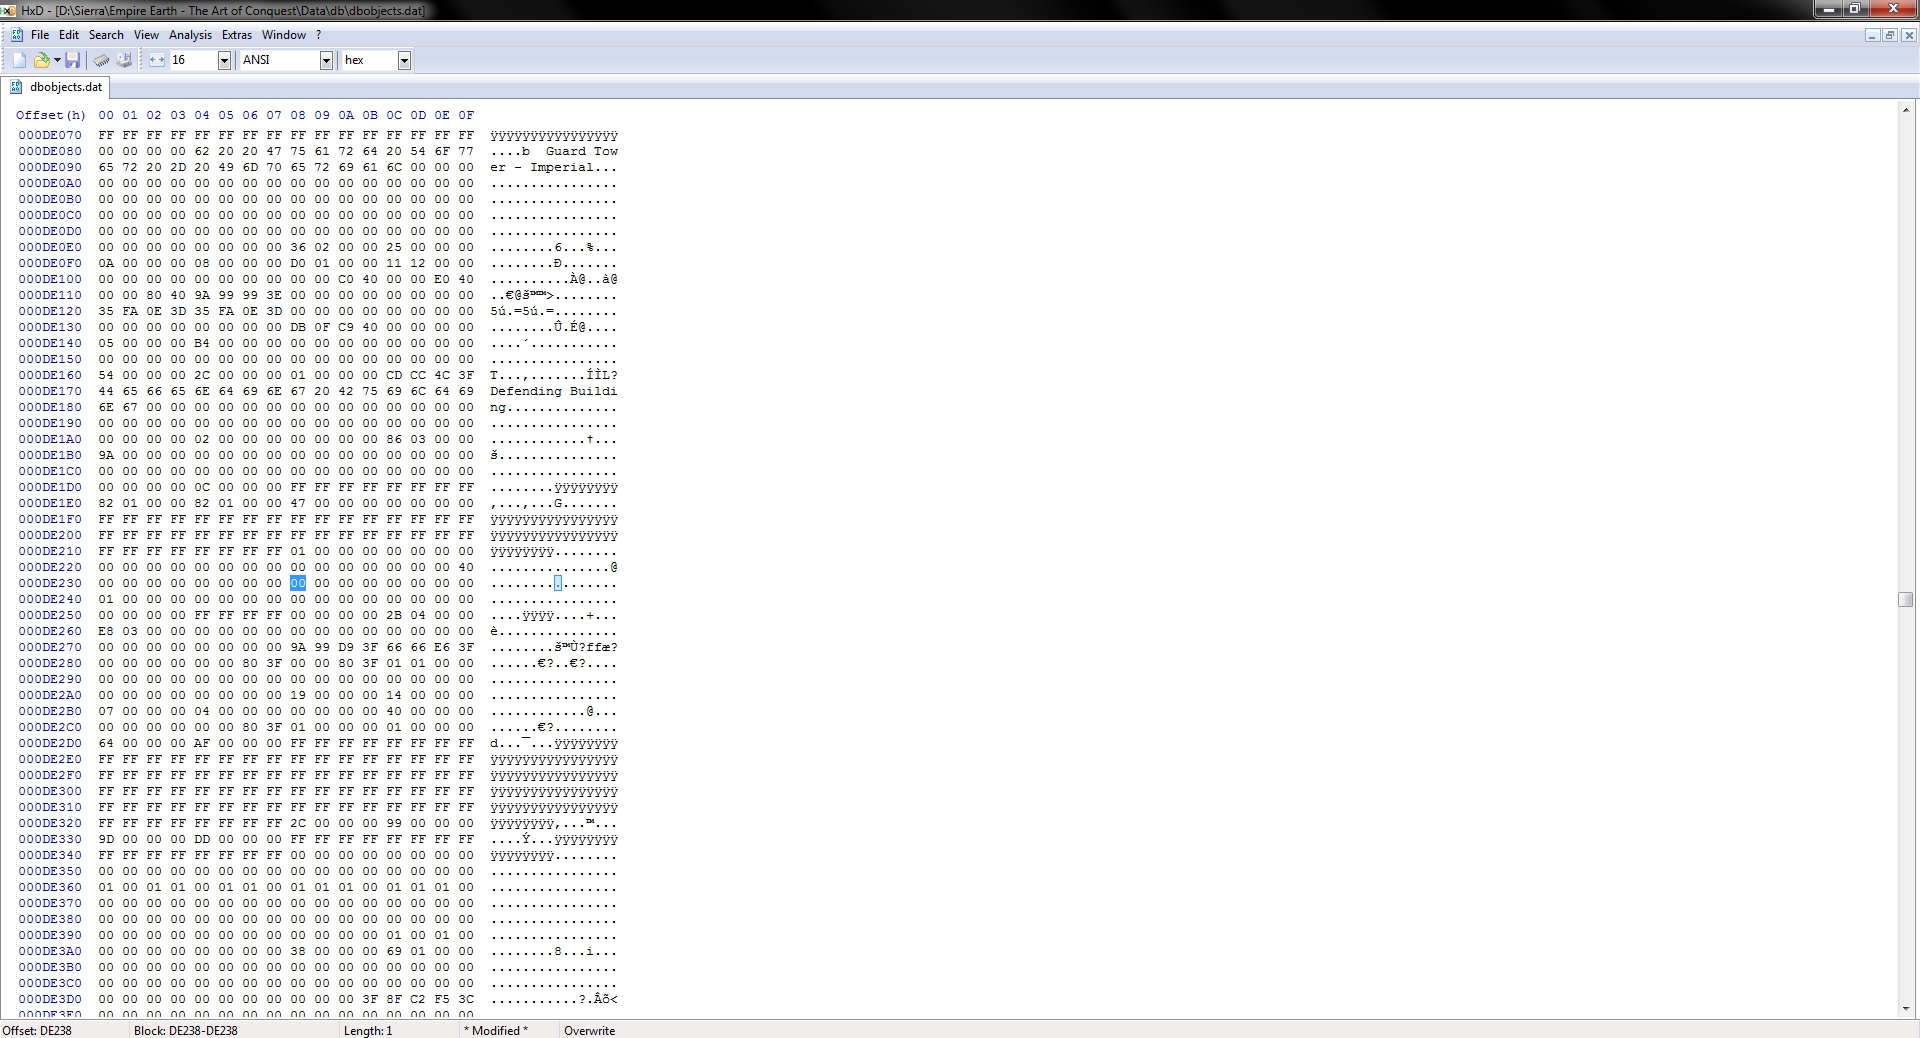 HxD - [D:\Sierra\Empire Earth - The Art of Conquest\Data\db\dbobjects.dat]
File Edit Search View Analysis Extras Window ?
16 ANSI hex
dbobjects.dat
Offset(h) 00 01 02 03 04 05 06 07 08 09 0A 0B 0C 0D 0E 0F
000DE070 FF FF FF FF FF FF FF FF FF FF FF FF FF FF FF FF ÿÿÿÿÿÿÿÿÿÿÿÿÿÿÿÿ
000DE080 00 00 00 00 62 20 20 47 75 61 72 64 20 54 6F 77 ....b  Guard Tow
000DE090 65 72 20 2D 20 49 6D 70 65 72 69 61 6C 00 00 00 er - Imperial...
000DE0A0 00 00 00 00 00 00 00 00 00 00 00 00 00 00 00 00 ................
000DE0B0 00 00 00 00 00 00 00 00 00 00 00 00 00 00 00 00 ................
000DE0C0 00 00 00 00 00 00 00 00 00 00 00 00 00 00 00 00 ................
000DE0D0 00 00 00 00 00 00 00 00 00 00 00 00 00 00 00 00 ................
000DE0E0 00 00 00 00 00 00 00 00 36 02 00 00 25 00 00 00 ........6...%...
000DE0F0 0A 00 00 00 08 00 00 00 D0 01 00 00 11 12 00 00 ........Ð.......
000DE100 00 00 00 00 00 00 00 00 00 00 C0 40 00 00 E0 40 ..........À@..à@
000DE110 00 00 80 40 9A 99 99 3E 00 00 00 00 00 00 00 00 ..€@š™™>........
000DE120 35 FA 0E 3D 35 FA 0E 3D 00 00 00 00 00 00 00 00 5ú.=5ú.=........
000DE130 00 00 00 00 00 00 00 00 DB 0F C9 40 00 00 00 00 ........Û.É@....
000DE140 05 00 00 00 B4 00 00 00 00 00 00 00 00 00 00 00 ....´...........
000DE150 00 00 00 00 00 00 00 00 00 00 00 00 00 00 00 00 ................
000DE160 54 00 00 00 2C 00 00 00 01 00 00 00 CD CC 4C 3F T...,.......ÍÌL?
000DE170 44 65 66 65 6E 64 69 6E 67 20 42 75 69 6C 64 69 Defending Buildi
000DE180 6E 67 00 00 00 00 00 00 00 00 00 00 00 00 00 00 ng..............
000DE190 00 00 00 00 00 00 00 00 00 00 00 00 00 00 00 00 ................
000DE1A0 00 00 00 00 02 00 00 00 00 00 00 00 86 03 00 00 ............†...
000DE1B0 9A 00 00 00 00 00 00 00 00 00 00 00 00 00 00 00 š...............
000DE1C0 00 00 00 00 00 00 00 00 00 00 00 00 00 00 00 00 ................
000DE1D0 00 00 00 00 0C 00 00 00 FF FF FF FF FF FF FF FF ........ÿÿÿÿÿÿÿÿ
000DE1E0 82 01 00 00 82 01 00 00 47 00 00 00 00 00 00 00 ‚...‚...G.......
000DE1F0 FF FF FF FF FF FF FF FF FF FF FF FF FF FF FF FF ÿÿÿÿÿÿÿÿÿÿÿÿÿÿÿÿ
000DE200 FF FF FF FF FF FF FF FF FF FF FF FF FF FF FF FF ÿÿÿÿÿÿÿÿÿÿÿÿÿÿÿÿ
000DE210 FF FF FF FF FF FF FF FF 01 00 00 00 00 00 00 00 ÿÿÿÿÿÿÿÿ........
000DE220 00 00 00 00 00 00 00 00 00 00 00 00 00 00 00 40 ...............@
000DE230 00 00 00 00 00 00 00 00 00 00 00 00 00 00 00 00 ................
000DE240 01 00 00 00 00 00 00 00 00 00 00 00 00 00 00 00 ................
000DE250 00 00 00 00 FF FF FF FF 00 00 00 00 2B 04 00 00 ....ÿÿÿÿ....+...
000DE260 E8 03 00 00 00 00 00 00 00 00 00 00 00 00 00 00 è...............
000DE270 00 00 00 00 00 00 00 00 9A 99 D9 3F 66 66 E6 3F ........š™Ù?ffæ?
000DE280 00 00 00 00 00 00 80 3F 00 00 80 3F 01 01 00 00 ......€?..€?....
000DE290 00 00 00 00 00 00 00 00 00 00 00 00 00 00 00 00 ................
000DE2A0 00 00 00 00 00 00 00 00 19 00 00 00 14 00 00 00 ................
000DE2B0 07 00 00 00 04 00 00 00 00 00 00 00 40 00 00 00 ............@...
000DE2C0 00 00 00 00 00 00 80 3F 01 00 00 00 01 00 00 00 ......€?........
000DE2D0 64 00 00 00 AF 00 00 00 FF FF FF FF FF FF FF FF d...¯...ÿÿÿÿÿÿÿÿ
000DE2E0 FF FF FF FF FF FF FF FF FF FF FF FF FF FF FF FF ÿÿÿÿÿÿÿÿÿÿÿÿÿÿÿÿ
000DE2F0 FF FF FF FF FF FF FF FF FF FF FF FF FF FF FF FF ÿÿÿÿÿÿÿÿÿÿÿÿÿÿÿÿ
000DE300 FF FF FF FF FF FF FF FF FF FF FF FF FF FF FF FF ÿÿÿÿÿÿÿÿÿÿÿÿÿÿÿÿ
000DE310 FF FF FF FF FF FF FF FF FF FF FF FF FF FF FF FF ÿÿÿÿÿÿÿÿÿÿÿÿÿÿÿÿ
000DE320 FF FF FF FF FF FF FF FF 2C 00 00 00 99 00 00 00 ÿÿÿÿÿÿÿÿ,...™...
000DE330 9D 00 00 00 DD 00 00 00 FF FF FF FF FF FF FF FF ....Ý...ÿÿÿÿÿÿÿÿ
000DE340 FF FF FF FF FF FF FF FF 00 00 00 00 00 00 00 00 ÿÿÿÿÿÿÿÿ........
000DE350 00 00 00 00 00 00 00 00 00 00 00 00 00 00 00 00 ................
000DE360 01 00 01 01 00 01 01 00 01 01 01 00 01 01 01 00 ................
000DE370 00 00 00 00 00 00 00 00 00 00 00 00 00 00 00 00 ................
000DE380 00 00 00 00 00 00 00 00 00 00 00 00 00 00 00 00 ................
000DE390 00 00 00 00 00 00 00 00 00 00 00 00 01 00 01 00 ................
000DE3A0 00 00 00 00 00 00 00 00 38 00 00 00 69 01 00 00 ........8...i...
000DE3B0 00 00 00 00 00 00 00 00 00 00 00 00 00 00 00 00 ................
000DE3C0 00 00 00 00 00 00 00 00 00 00 00 00 00 00 00 00 ................
000DE3D0 00 00 00 00 00 00 00 00 00 00 00 3F 8F C2 F5 3C ...........?.Âõ<
Offset: DE238 Block: DE238-DE238 Length: 1 * Modified * Overwrite